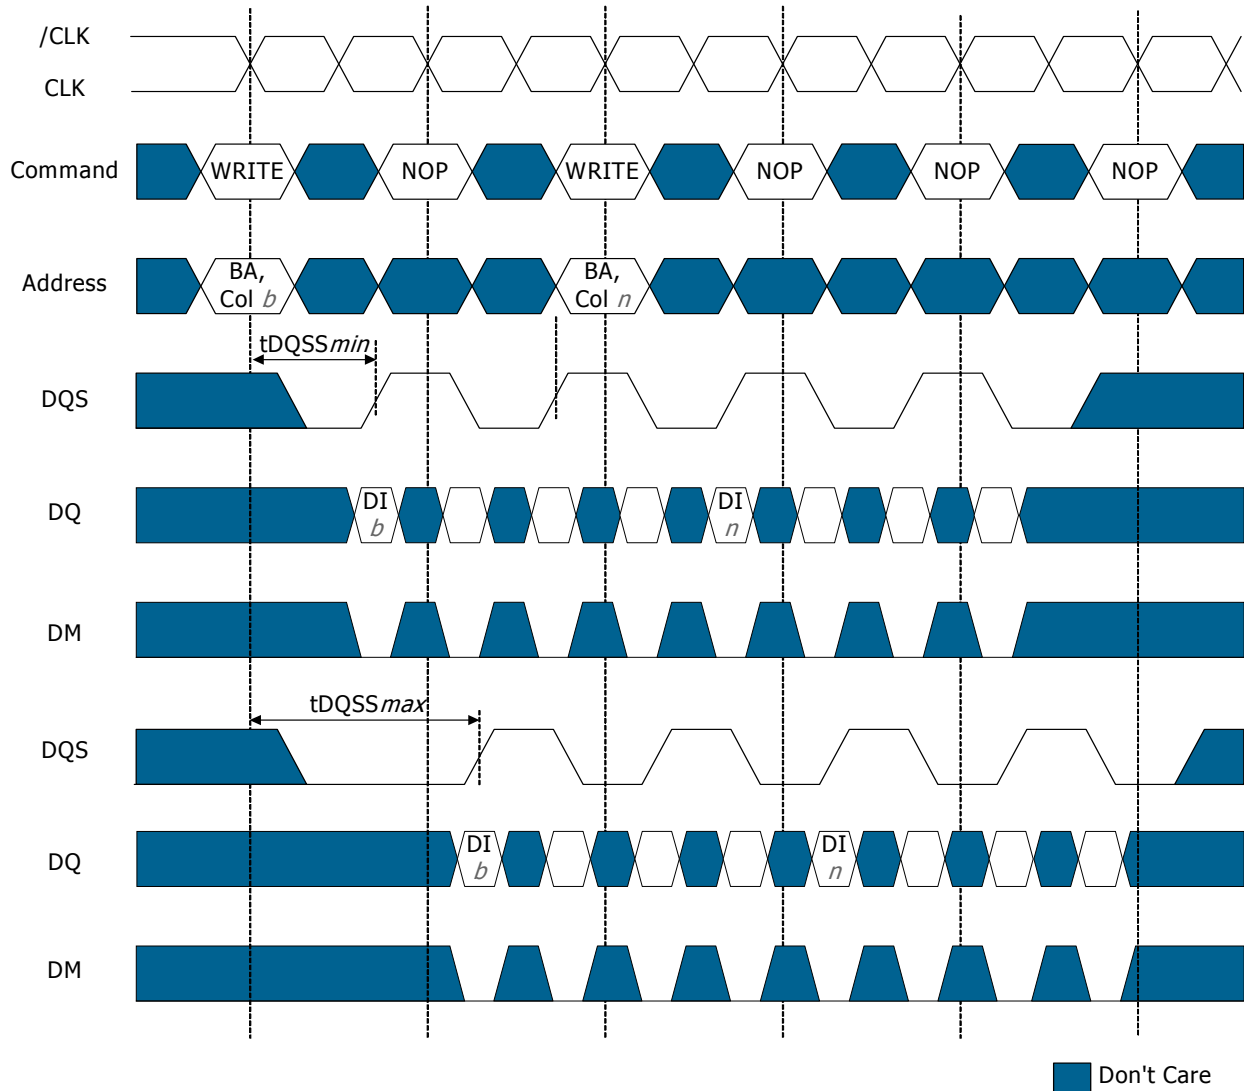 /CLK
CLK
Command
WRITE
NOP
WRITE
NOP
NOP
NOP
Address
BA,
Col b
BA,
Col n
tDQSSmin
DQS
DQ
DI
b
DI
n
DM
tDQSSmax
DQS
DQ
DI
b
DI
n
DM
Don't Care